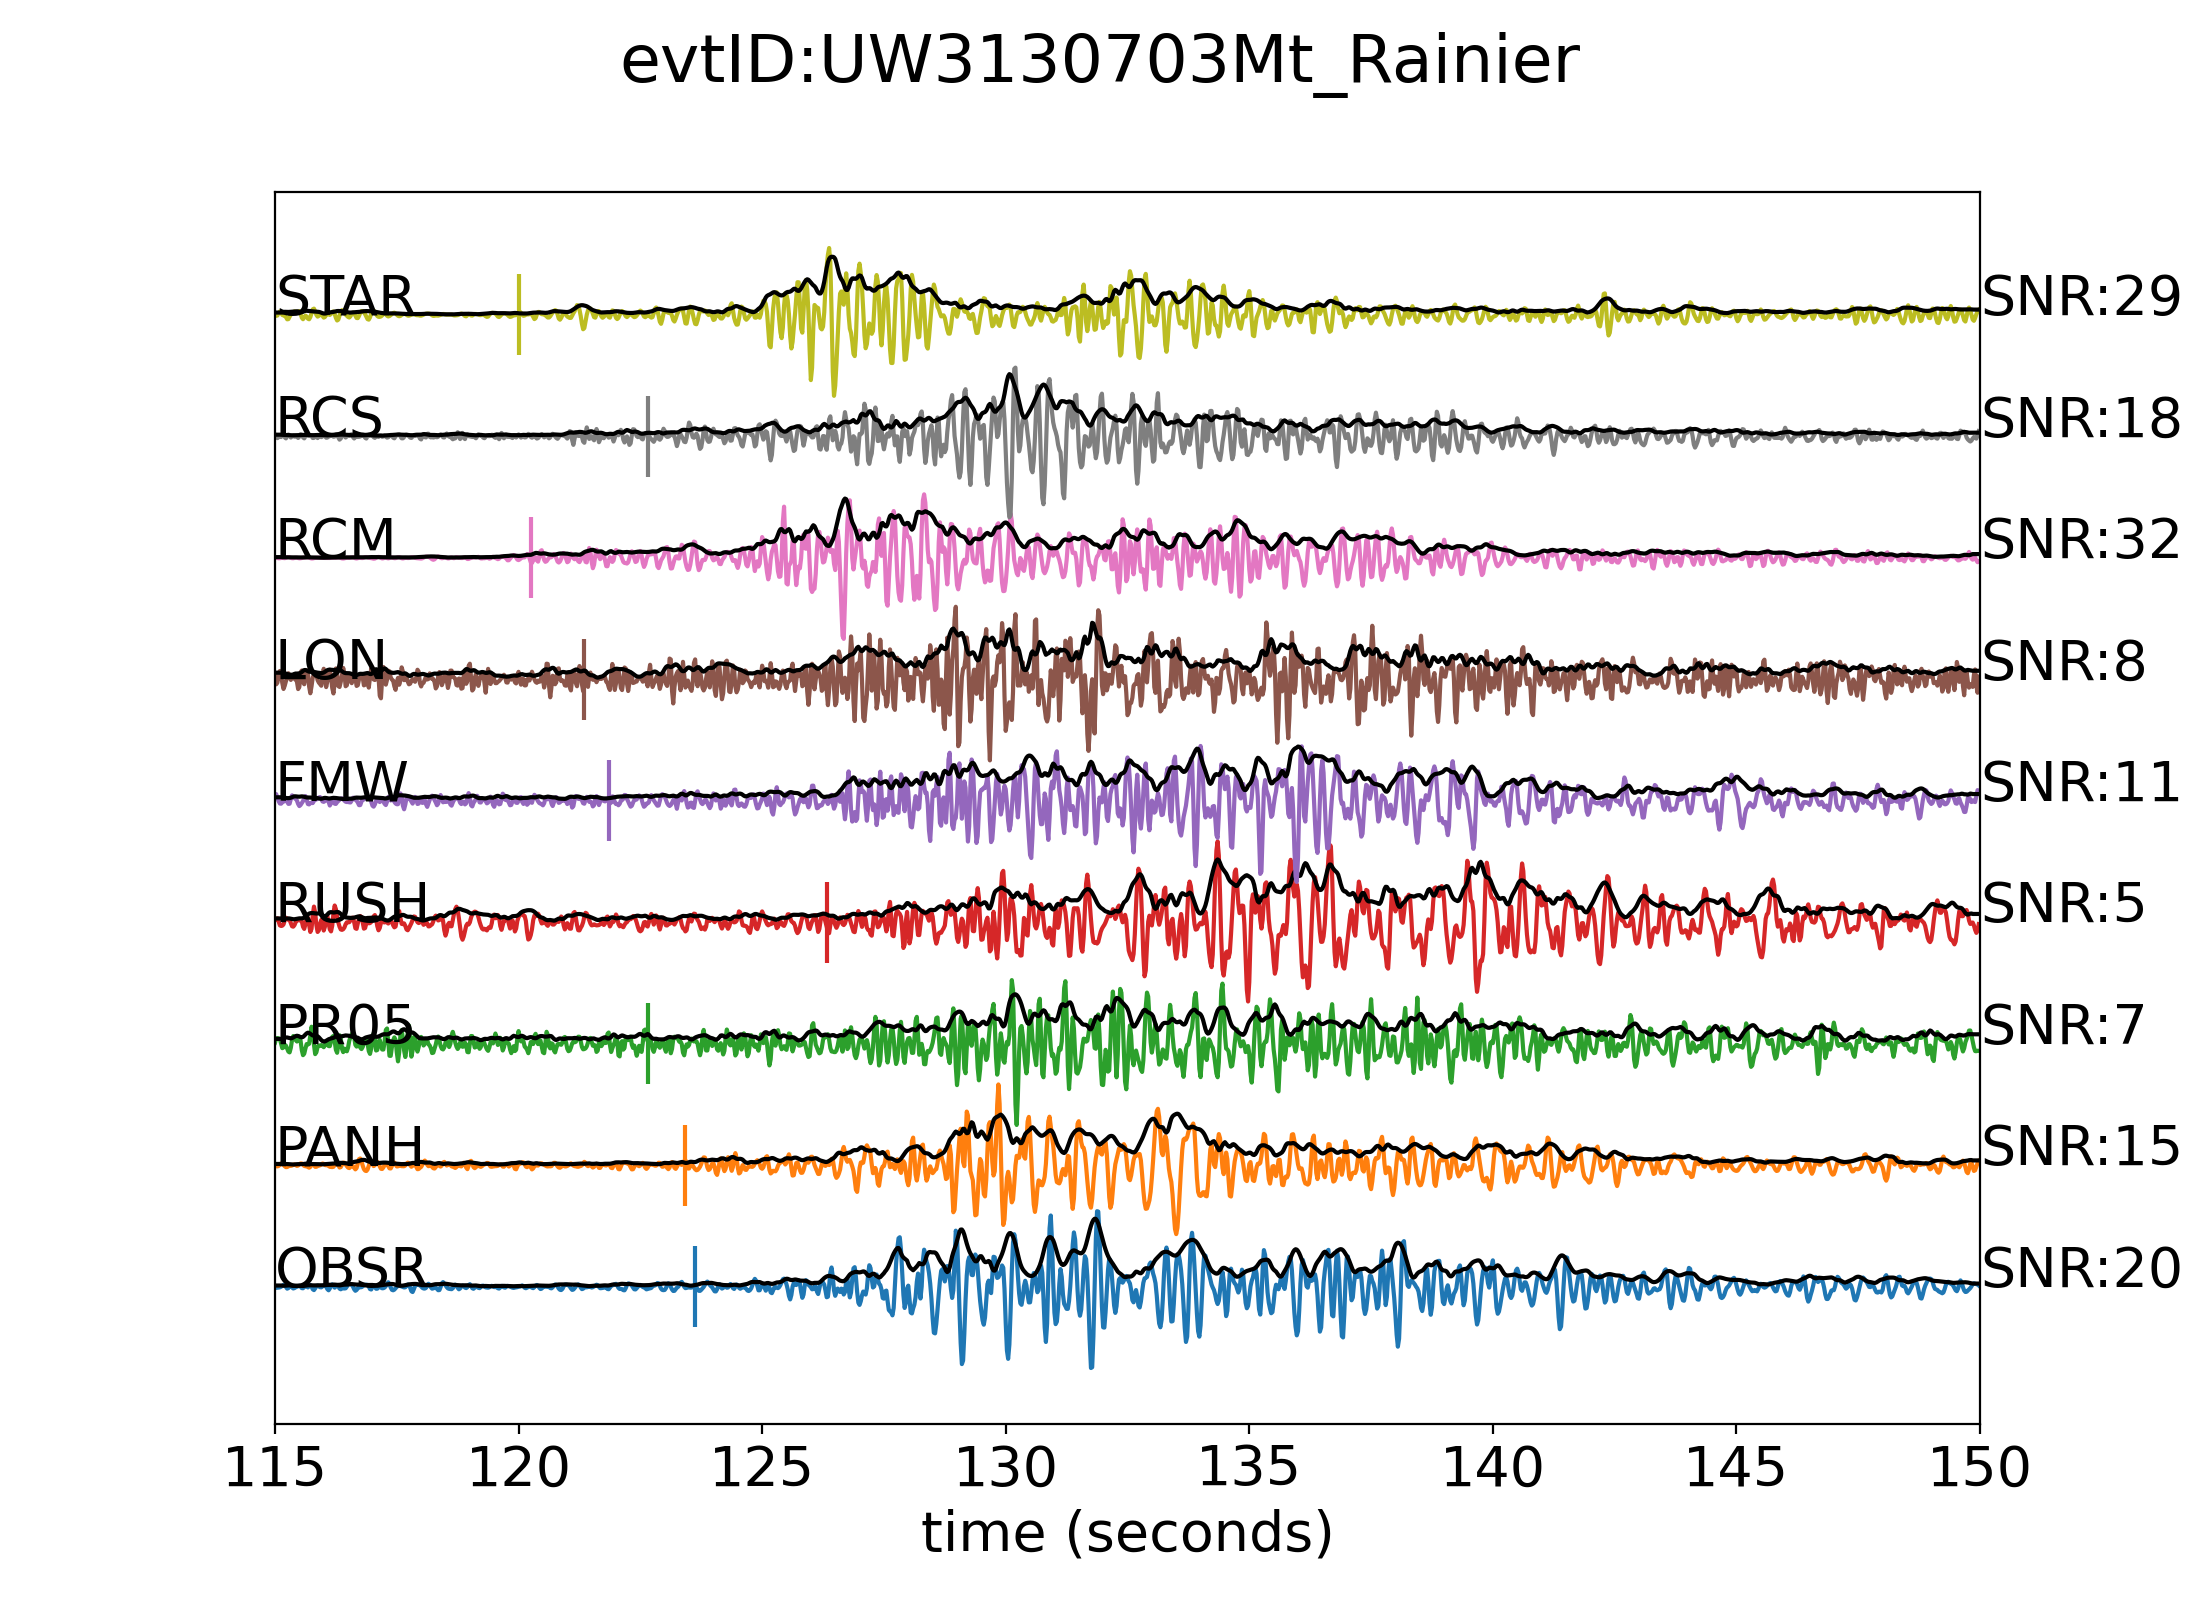 evtID:UW3130703Mt_Rainier
STAR SNR:29
RCS SNR:18
RCM SNR:32
LON SNR:8
FMW SNR:11
RUSH SNR:5
PR05 SNR:7
PANH SNR:15
OBSR SNR:20
115 120 125 130 135 140 145 150
time (seconds)